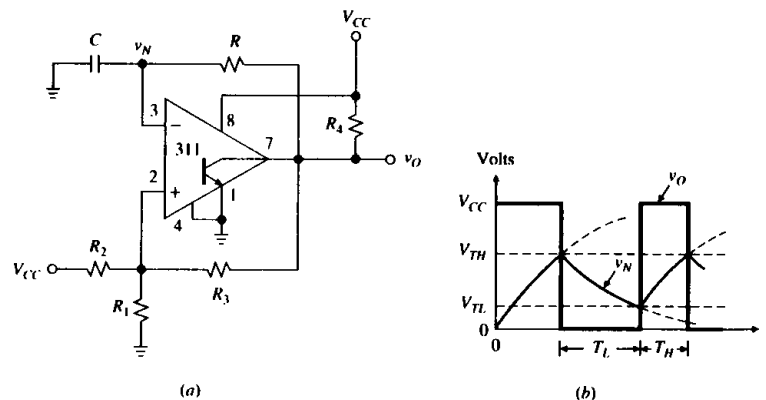 V_CC
C
v_N
R
3
8
R_4
311
7
v_O
2
1
4
V_CC
R_2
R_3
R_1
(a)
Volts
v_O
V_CC
V_TH
v_N
V_TL
0
0
T_L
T_H
(b)